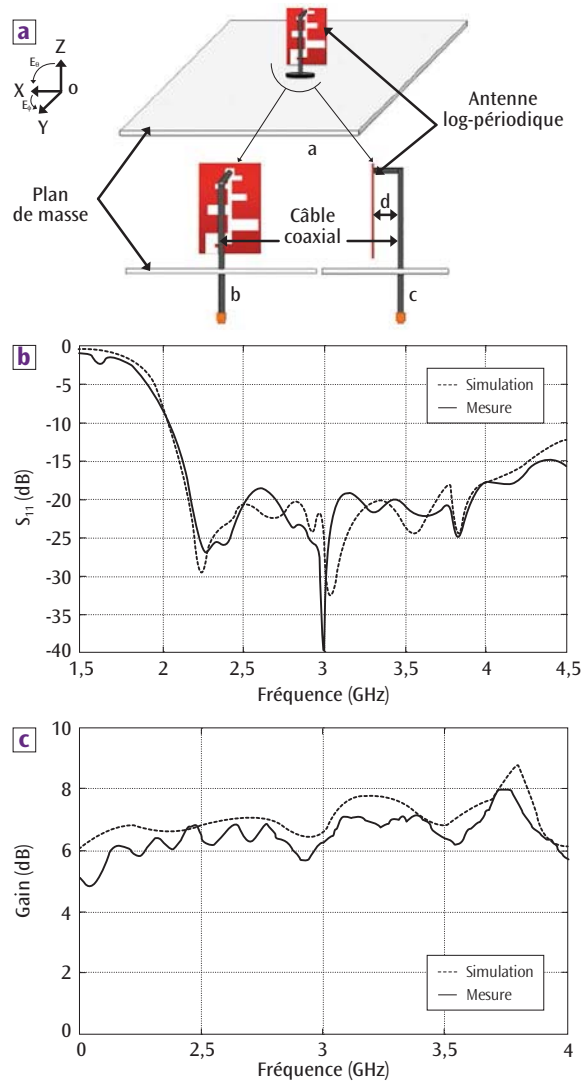 a
Z
Eθ
X
o
Eϕ
Y
Antenne
log-périodique
a
Plan
de masse
d
Câble
coaxial
b
c
b
0
-5
-10
-15
-20
-25
-30
-35
-40
S11 (dB)
Simulation
Mesure
1,5
2
2,5
3
3,5
4
4,5
Fréquence (GHz)
c
10
8
6
4
2
0
Gain (dB)
Simulation
Mesure
0
2,5
3
3,5
4
Fréquence (GHz)